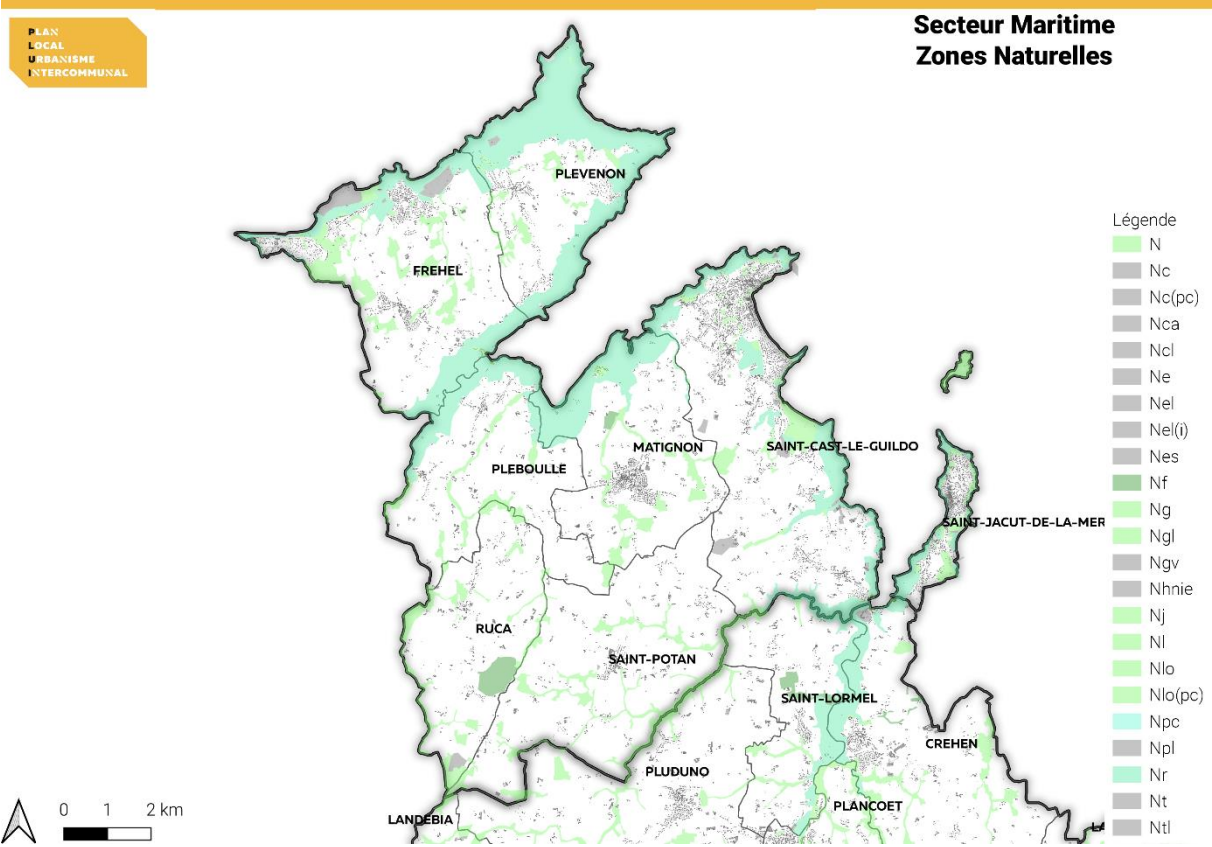 PLAN
LOCAL
URBANISME
INTERCOMMUNAL
Secteur Maritime
Zones Naturelles
PLEVENON
FREHEL
MATIGNON
SAINT-CAST-LE-GUILDO
PLEBOULLE
SAINT-JACUT-DE-LA-MER
RUCA
SAINT-POTAN
SAINT-LORMEL
CREHEN
PLUDUNO
PLANCOET
LANDEBIA
Légende
N
Nc
Nc(pc)
Nca
Ncl
Ne
Nel
Nel(i)
Nes
Nf
Ng
Ngl
Ngv
Nhnie
Nj
Nl
Nlo
Nlo(pc)
Npc
Npl
Nr
Nt
Ntl
0 1 2 km